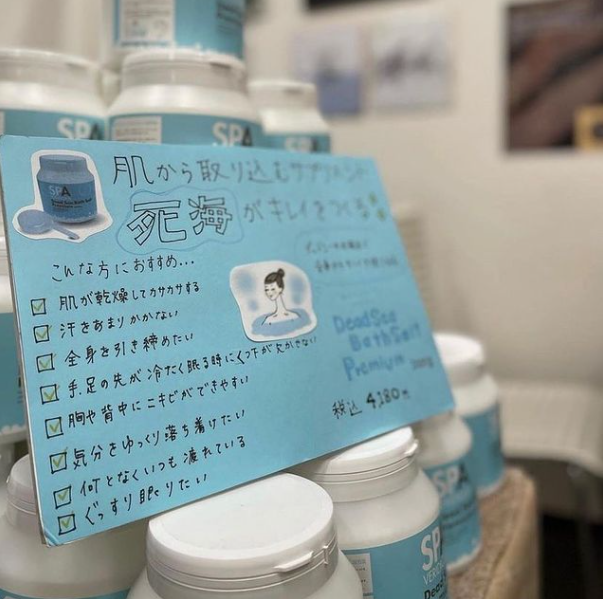 SPA
SPA
SPA
Dead Sea Bath Salt
肌から取り込むサプリメント
死海がキレイをつくる
こんな方におすすめ...
肌が乾燥してカサカサする
汗をあまりかかない
全身を引き締めたい
手足の先が冷たく眠る時にくつ下が欠かせない
胸や背中にニキビができやすい
気分をゆっくり落ち着けたい
何となくいつも疲れている
ぐっすり眠りたい
DeadSea
BathSalt
Premium
税込 4,180円
SPA
SPA
Dead